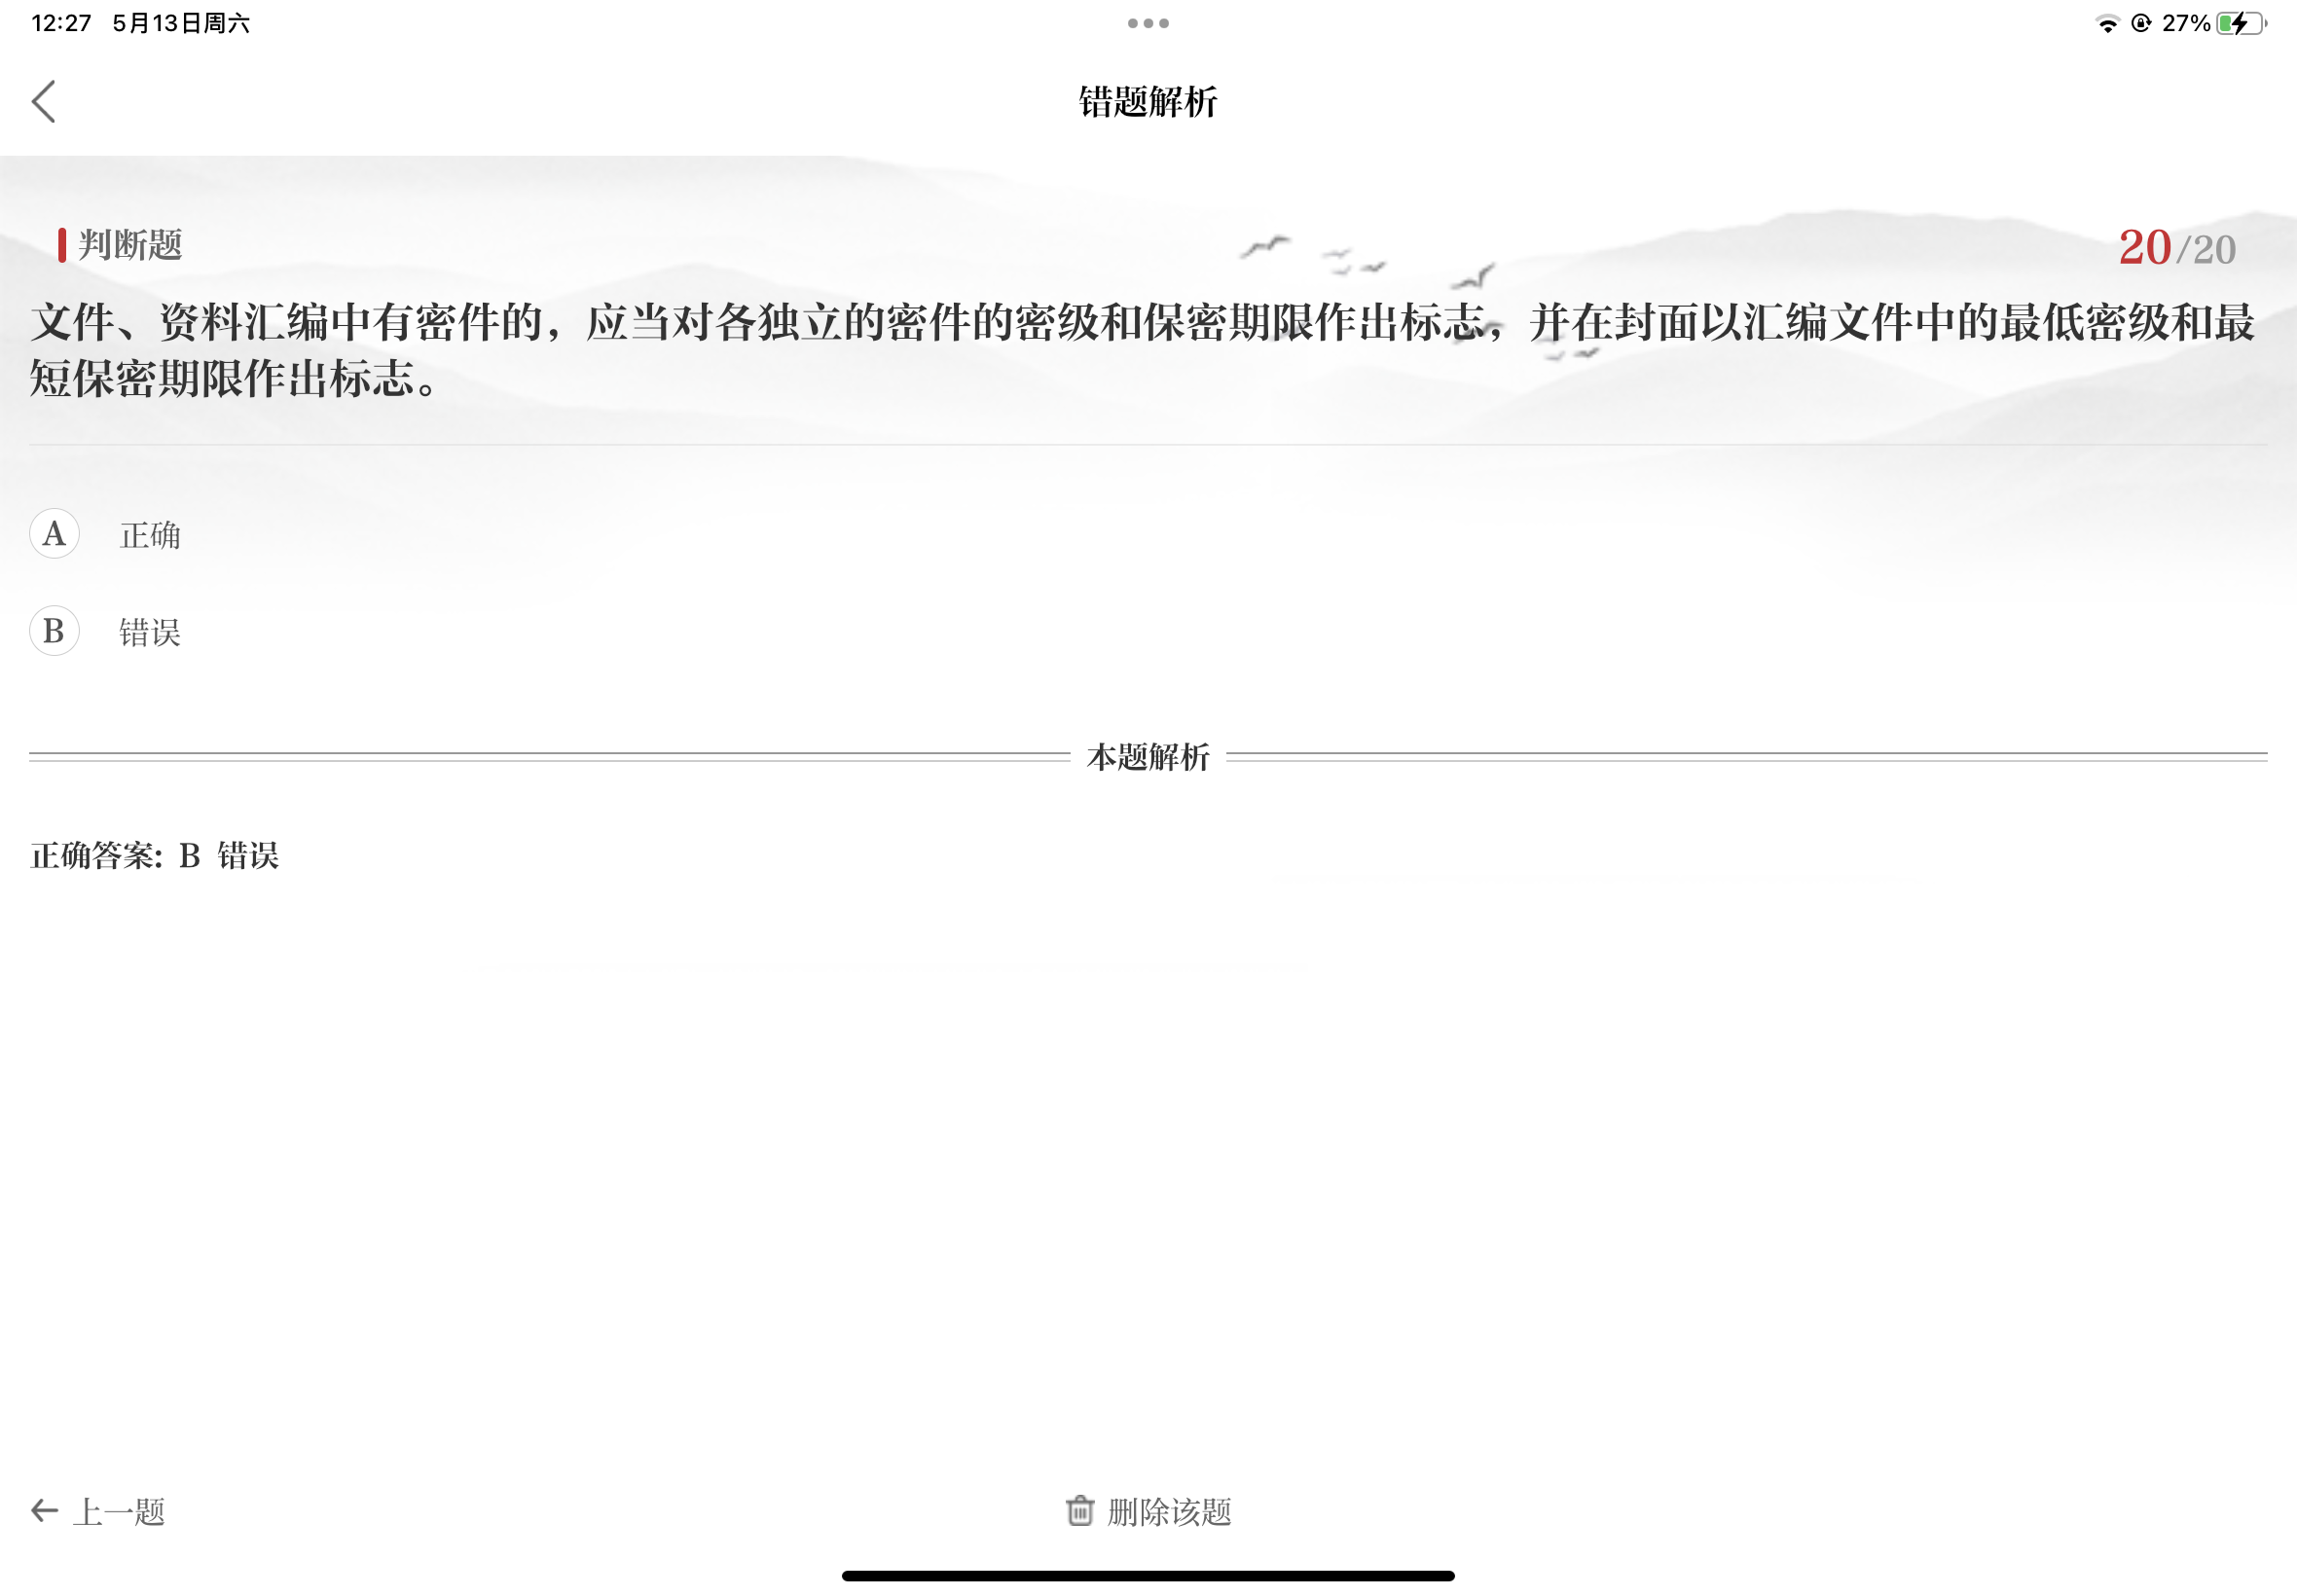 12:27 5月13日周六
27%
错题解析
判断题
20/20
文件、资料汇编中有密件的，应当对各独立的密件的密级和保密期限作出标志，并在封面以汇编文件中的最低密级和最
短保密期限作出标志。
A 正确
B 错误
本题解析
正确答案: B 错误
上一题
删除该题